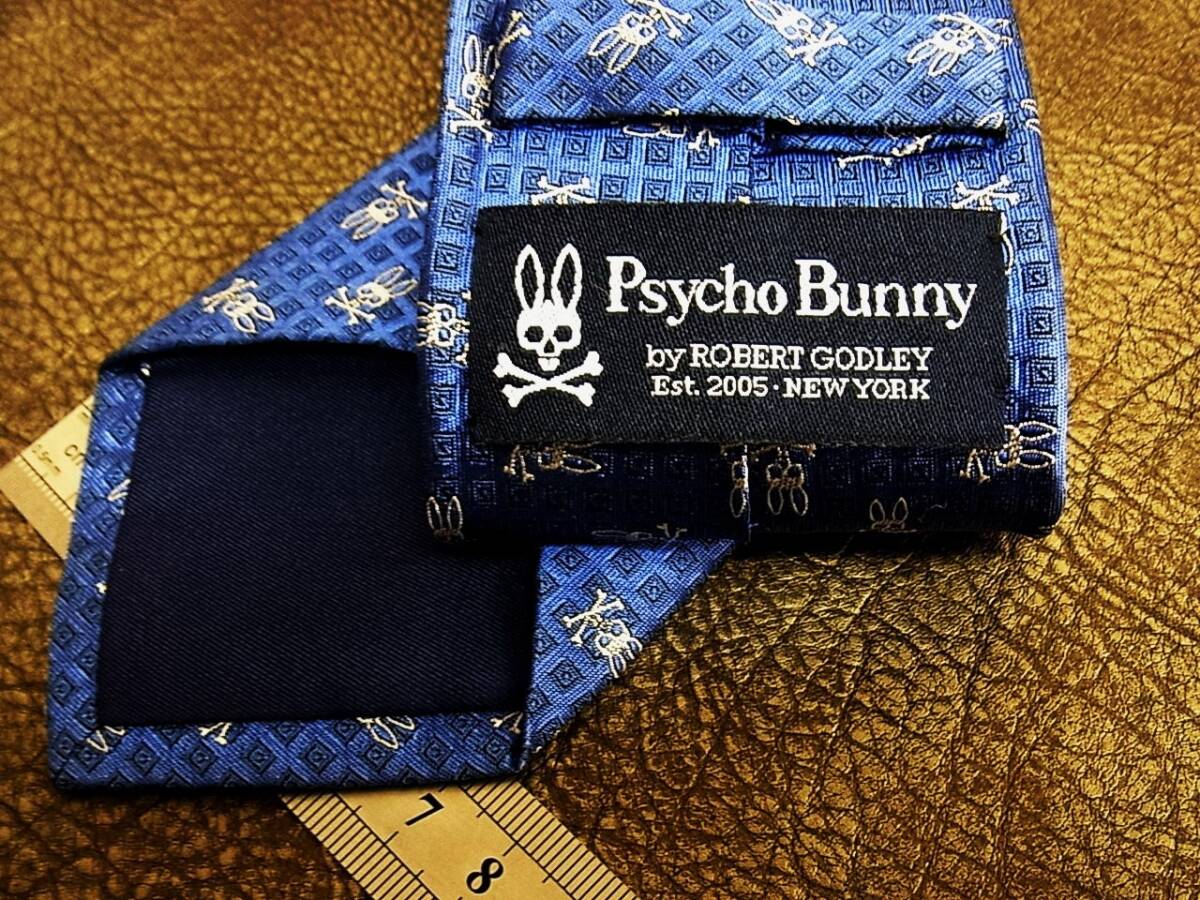 Psycho Bunny
by ROBERT GODLEY
Est. 2005 · NEW YORK
7
8